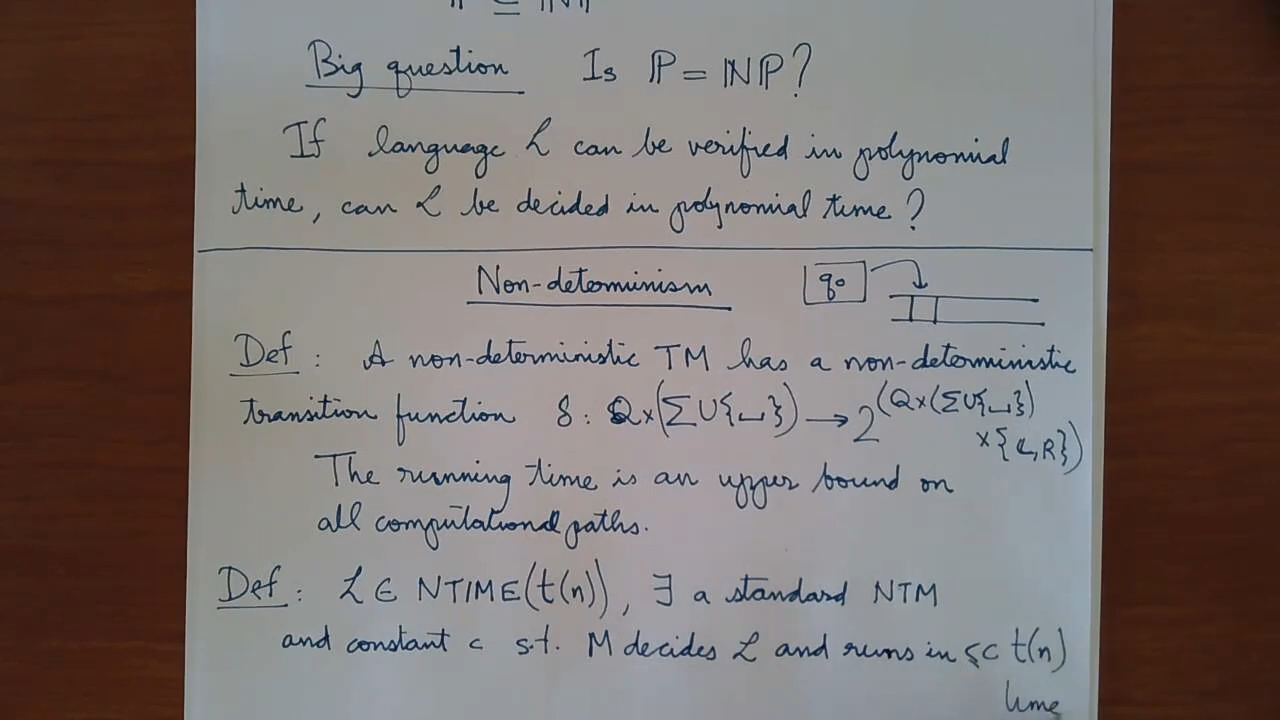 P ⊆ NP
Big question Is P = NP?
If language L can be verified in polynomial
time, can L be decided in polynomial time?
Non-determinism q₀
Def: A non-deterministic TM has a non-deterministic
transition function δ: Q×(Σ∪{⌴}) → 2^(Q×(Σ∪{⌴})
×{L,R})
The running time is an upper bound on
all computational paths.
Def: L ∈ NTIME(t(n)), ∃ a standard NTM
and constant c s.t. M decides L and runs in ≤c t(n)
time